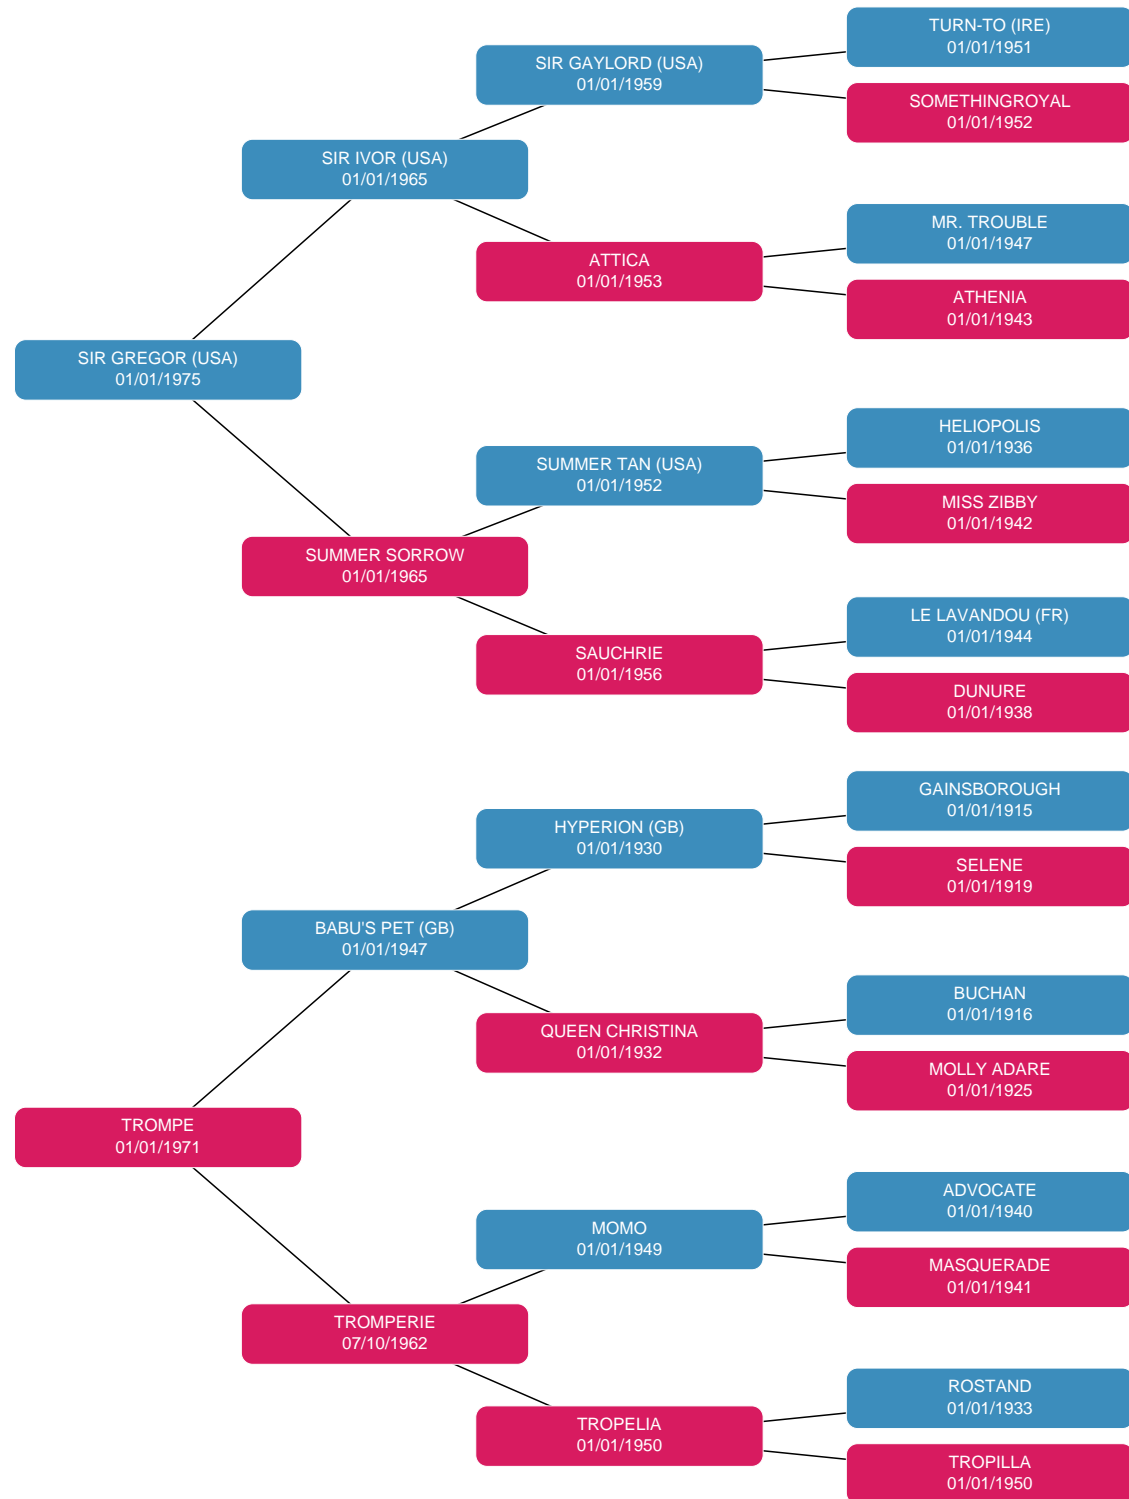 TURN-TO (IRE)
01/01/1951
SIR GAYLORD (USA)
01/01/1959
SOMETHINGROYAL
01/01/1952
SIR IVOR (USA)
01/01/1965
MR. TROUBLE
01/01/1947
ATTICA
01/01/1953
ATHENIA
01/01/1943
SIR GREGOR (USA)
01/01/1975
HELIOPOLIS
01/01/1936
SUMMER TAN (USA)
01/01/1952
MISS ZIBBY
01/01/1942
SUMMER SORROW
01/01/1965
LE LAVANDOU (FR)
01/01/1944
SAUCHRIE
01/01/1956
DUNURE
01/01/1938
GAINSBOROUGH
01/01/1915
HYPERION (GB)
01/01/1930
SELENE
01/01/1919
BABU'S PET (GB)
01/01/1947
BUCHAN
01/01/1916
QUEEN CHRISTINA
01/01/1932
MOLLY ADARE
01/01/1925
TROMPE
01/01/1971
ADVOCATE
01/01/1940
MOMO
01/01/1949
MASQUERADE
01/01/1941
TROMPERIE
07/10/1962
ROSTAND
01/01/1933
TROPELIA
01/01/1950
TROPILLA
01/01/1950